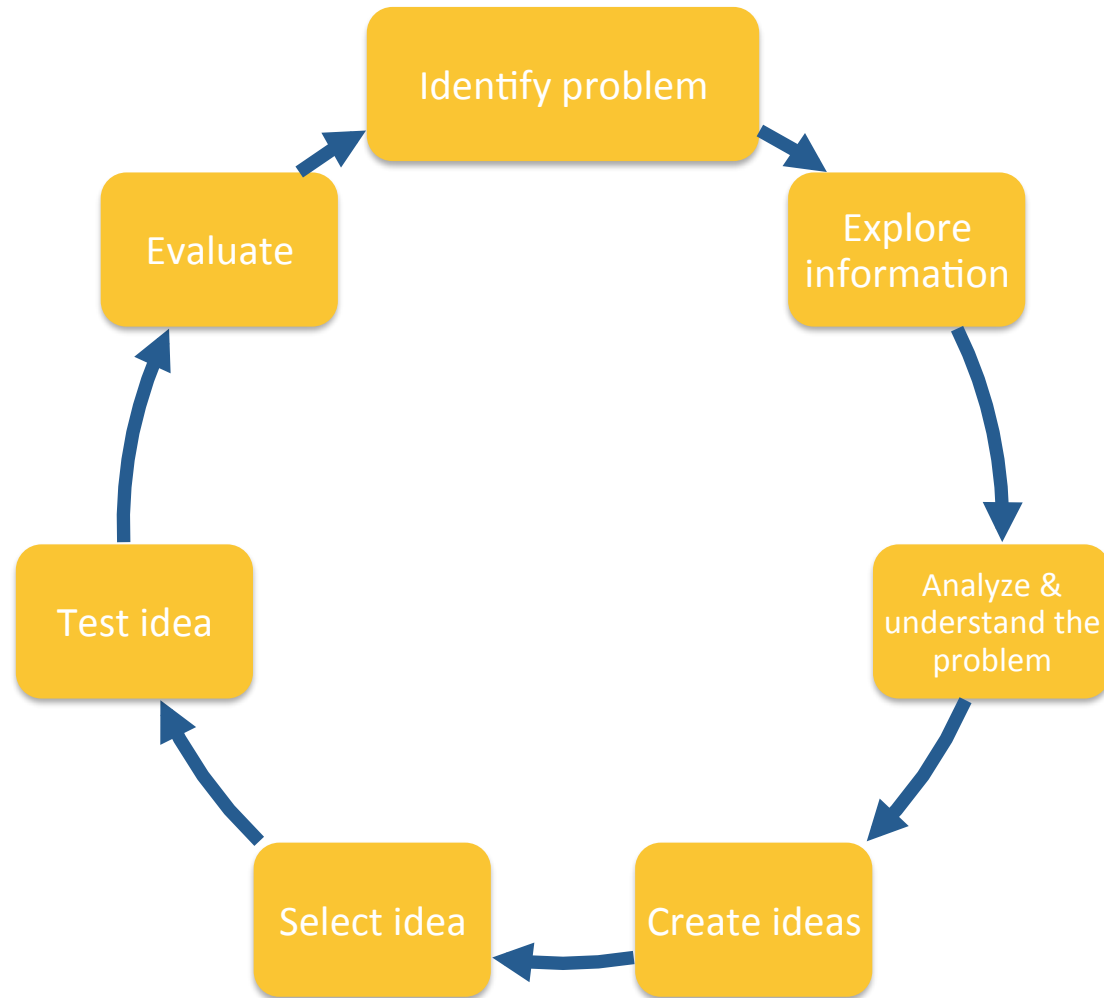 Identify problem
Explore
information
Analyze &
understand the
problem
Create ideas
Select idea
Test idea
Evaluate